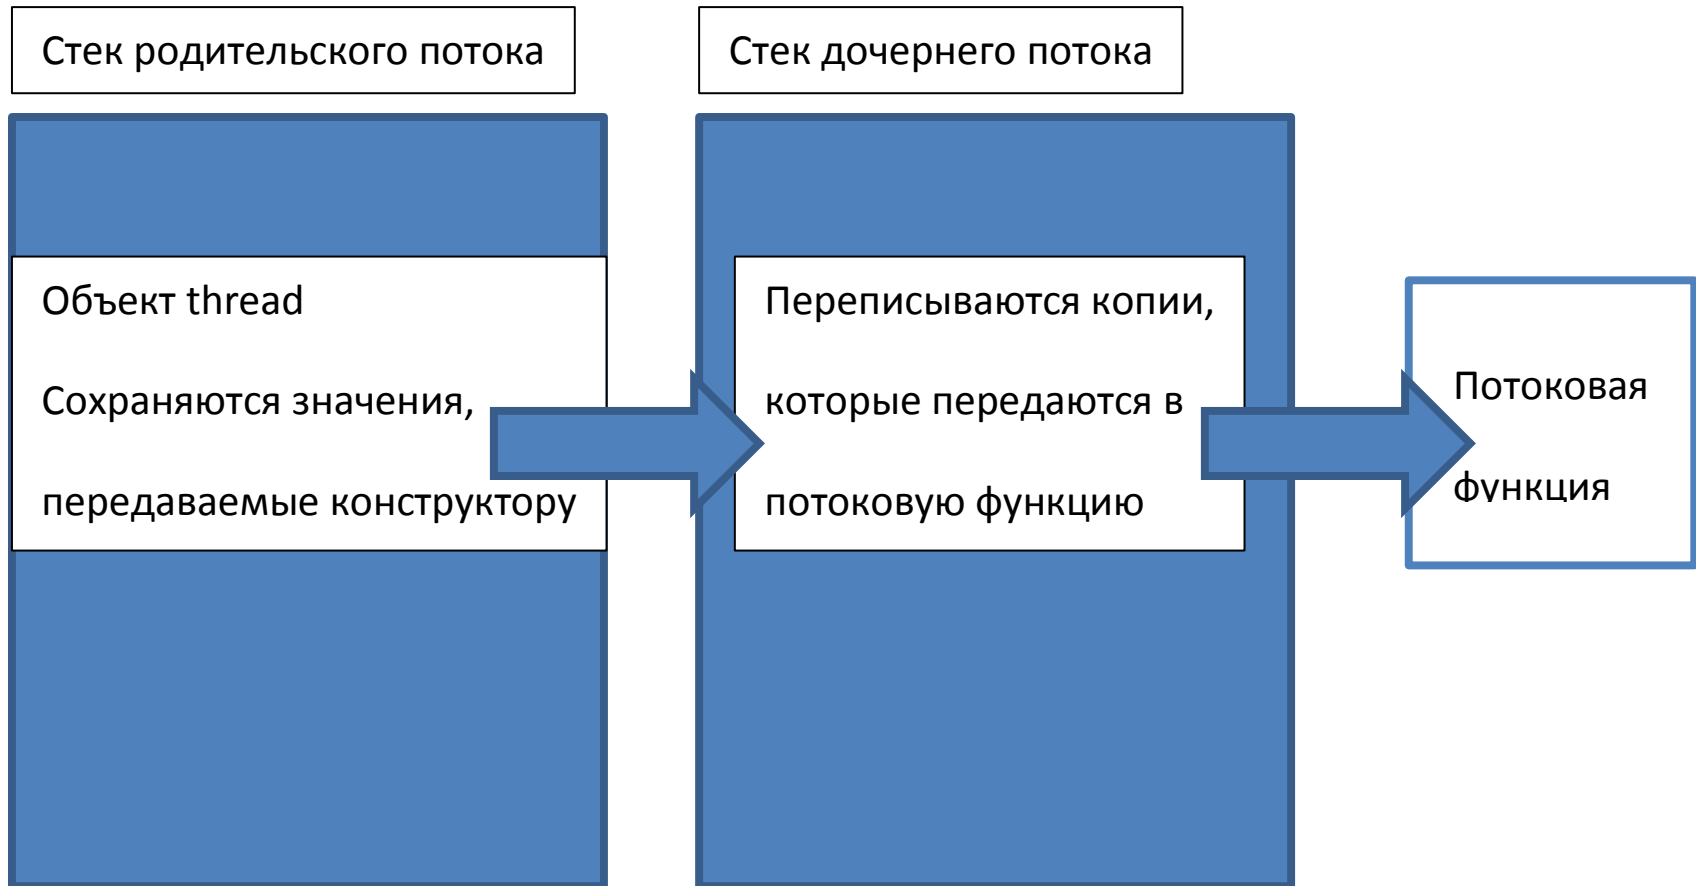 Стек родительского потока
Стек дочернего потока
Объект thread
Сохраняются значения,
передаваемые конструктору
Переписываются копии,
которые передаются в
потоковую функцию
Потоковая
функция